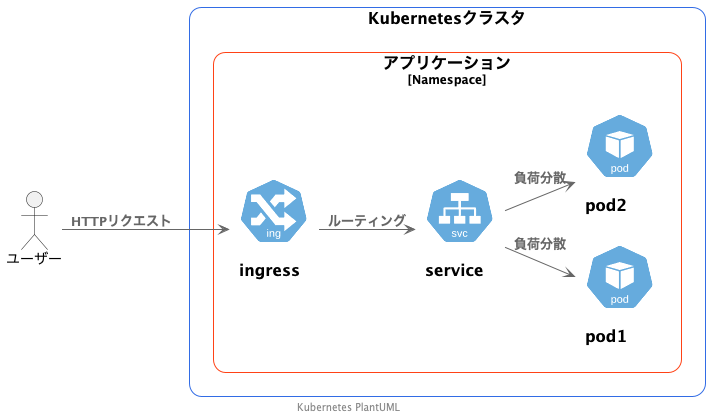 Kubernetesクラスタ
アプリケーション
[Namespace]
pod
負荷分散
pod2
HTTPリクエスト
ルーティング
ing
svc
負荷分散
ユーザー
ingress
service
pod
pod1
Kubernetes PlantUML